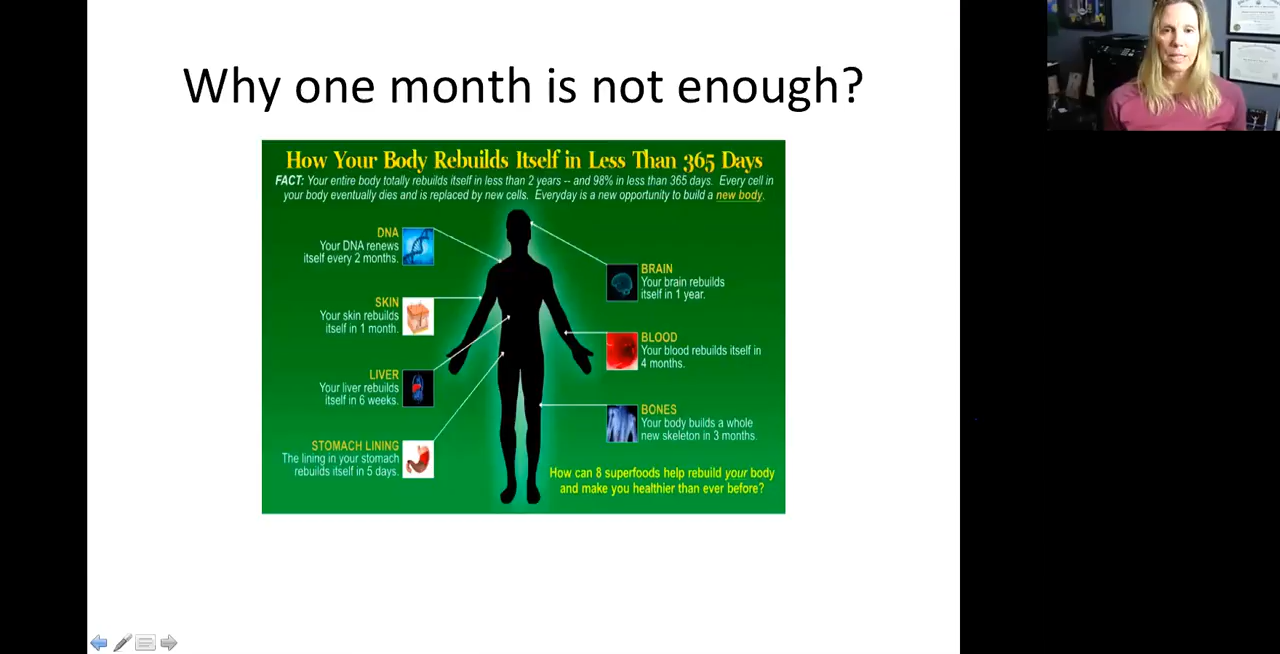 Why one month is not enough?
How Your Body Rebuilds Itself in Less Than 365 Days
FACT: Your entire body totally rebuilds itself in less than 2 years -- and 98% in less than 365 days. Every cell in
your body eventually dies and is replaced by new cells. Everyday is a new opportunity to build a new body.
DNA
Your DNA renews
itself every 2 months.
SKIN
Your skin rebuilds
itself in 1 month.
LIVER
Your liver rebuilds
itself in 6 weeks.
STOMACH LINING
The lining in your stomach
rebuilds itself in 5 days.
BRAIN
Your brain rebuilds
itself in 1 year.
BLOOD
Your blood rebuilds itself in
4 months.
BONES
Your body builds a whole
new skeleton in 3 months.
How can 8 superfoods help rebuild your body
and make you healthier than ever before?